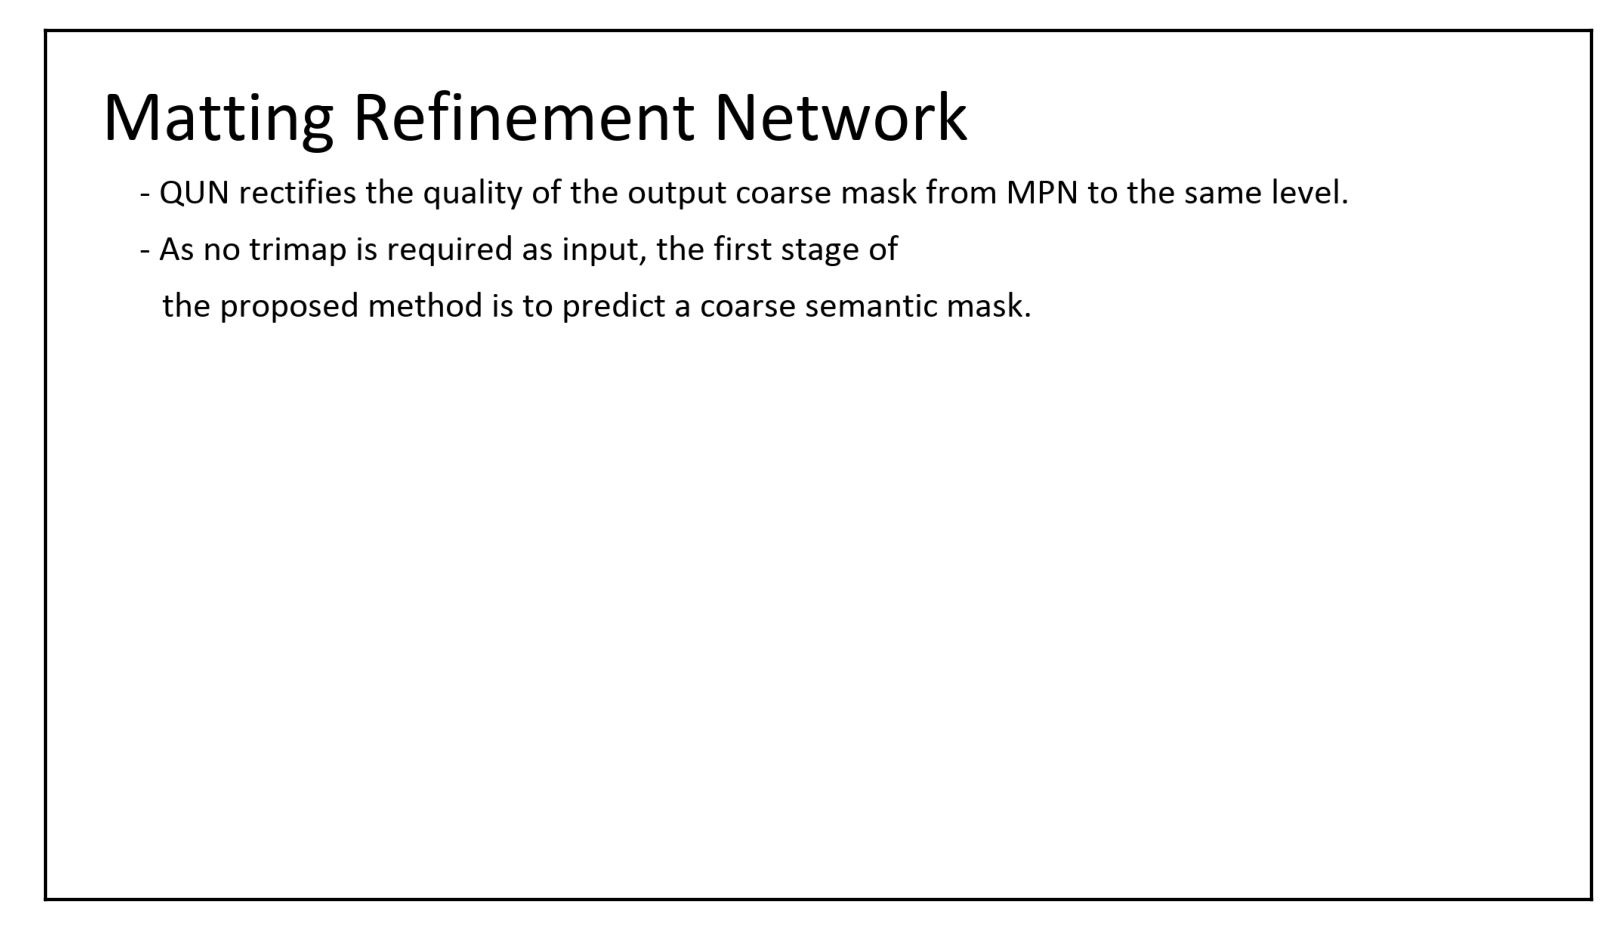 Matting Refinement Network
- QUN rectifies the quality of the output coarse mask from MPN to the same level.
- As no trimap is required as input, the first stage of
the proposed method is to predict a coarse semantic mask.